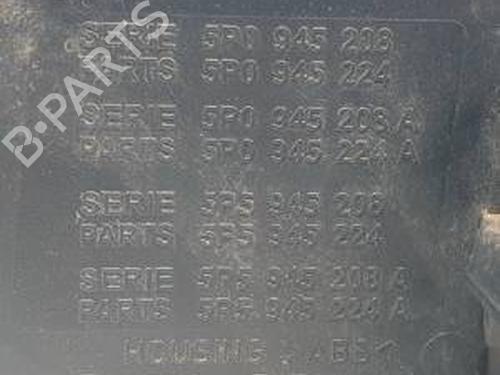 SERIE 5P0 945 208
PARTS 5P0 945 224
SERIE 5P0 945 208 A
PARTS 5P0 945 224 A
SERIE 5P5 945 208
PARTS 5P5 945 224
SERIE 5P5 945 208 A
PARTS 5P5 945 224 A
HOUSING
B-PARTS